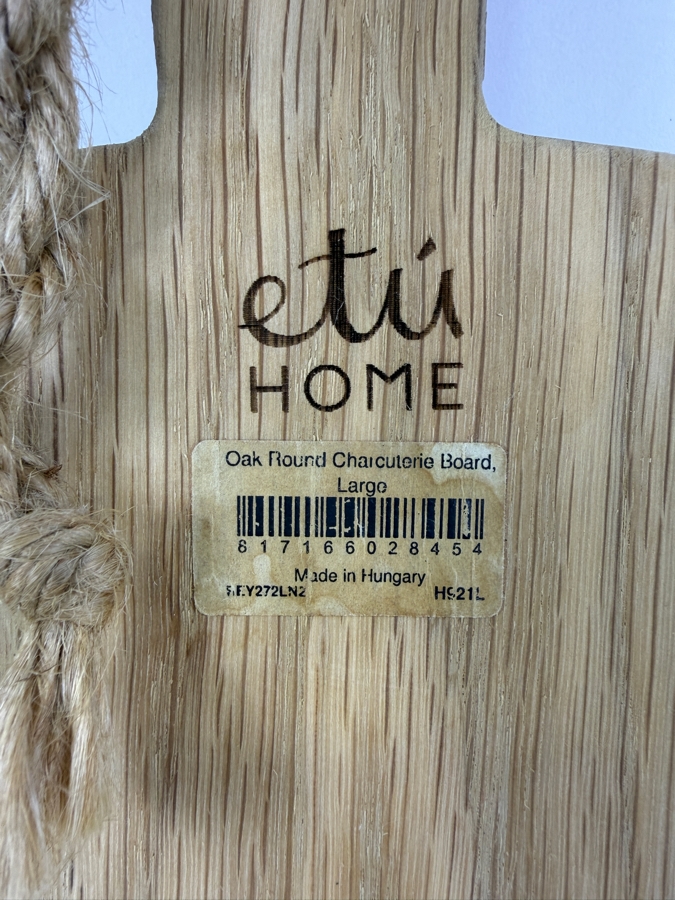 etú
HOME
Oak Round Charcuterie Board,
Large
817166028454
Made in Hungary
H921L